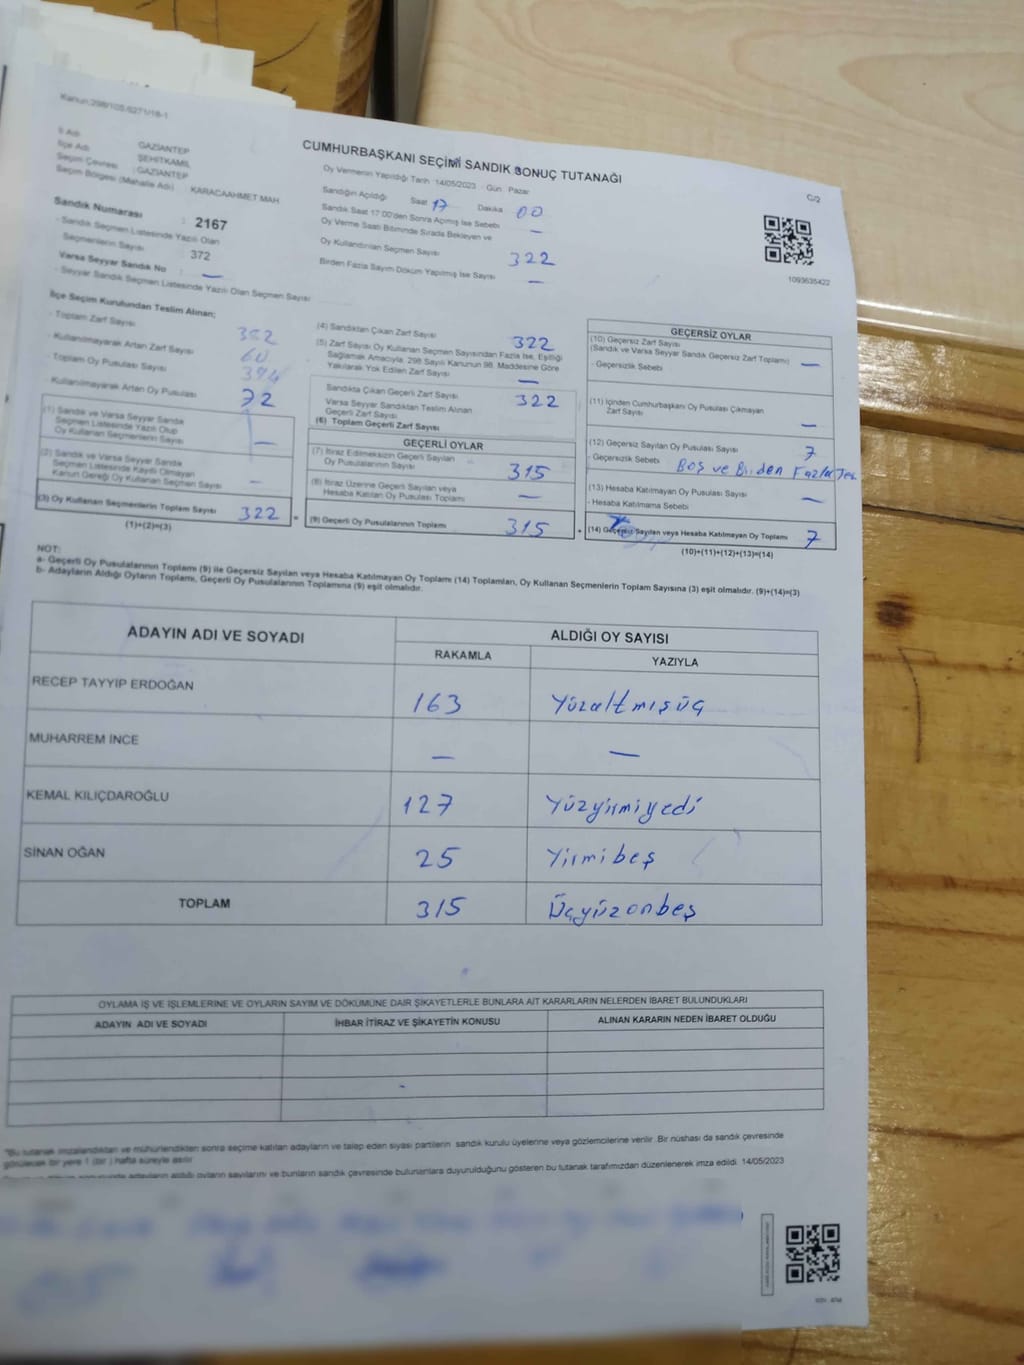 Kanun:298/105,6271/18-1
İl Adı GAZİANTEP
İlçe Adı ŞEHİTKAMİL
Seçim Çevresi : GAZİANTEP
Seçim Bölgesi (Mahalle Adı) : KARACAAHMET MAH
CUMHURBAŞKANI SEÇİMİ SANDIK SONUÇ TUTANAĞI
C/2
Oy Vermenin Yapıldığı Tarih 14/05/2023 Gün Pazar
Sandığın Açıldığı Saat 17 Dakika 00
Sandık Saat 17.00'den Sonra Açılmış İse Sebebi —
Oy Verme Saati Bitiminde Sırada Bekleyen ve
Oy Kullandırılan Seçmen Sayısı 322
Birden Fazla Sayım Döküm Yapılmış İse Sayısı —
1093635422
Sandık Numarası : 2167
- Sandık Seçmen Listesinde Yazılı Olan
Seçmenlerin Sayısı : 372
Varsa Seyyar Sandık No : —
- Seyyar Sandık Seçmen Listesinde Yazılı Olan Seçmen Sayısı :
İlçe Seçim Kurulundan Teslim Alınan;
- Toplam Zarf Sayısı
- Kullanılmayarak Artan Zarf Sayısı 60
- Toplam Oy Pusulası Sayısı 394
- Kullanılmayarak Artan Oy Pusulası 72
(1) Sandık ve Varsa Seyyar Sandık
Seçmen Listesinde Yazılı Olup
Oy Kullanan Seçmenlerin Sayısı —
(2) Sandık ve Varsa Seyyar Sandık
Seçmen Listesinde Kayıtlı Olmayan
Kanun Gereği Oy Kullanan Seçmen Sayısı —
(3) Oy Kullanan Seçmenlerin Toplam Sayısı 322
(1)+(2)=(3)
(4) Sandıktan Çıkan Zarf Sayısı 322
(5) Zarf Sayısı Oy Kullanan Seçmen Sayısından Fazla İse, Eşitliği
Sağlamak Amacıyla, 298 Sayılı Kanunun 98. Maddesine Göre
Yakılarak Yok Edilen Zarf Sayısı —
Sandıkta Çıkan Geçerli Zarf Sayısı 322
Varsa Seyyar Sandıktan Teslim Alınan
Geçerli Zarf Sayısı
(6) Toplam Geçerli Zarf Sayısı
GEÇERLİ OYLAR
(7) İtiraz Edilmeksizin Geçerli Sayılan
Oy Pusulalarının Sayısı 315
(8) İtiraz Üzerine Geçerli Sayılan veya
Hesaba Katılan Oy Pusulası Toplamı —
(9) Geçerli Oy Pusulalarının Toplamı 315
GEÇERSİZ OYLAR
(10) Geçersiz Zarf Sayısı
(Sandık ve Varsa Seyyar Sandık Geçersiz Zarf Toplamı) —
- Geçersizlik Sebebi
(11) İçinden Cumhurbaşkanı Oy Pusulası Çıkmayan
Zarf Sayısı —
(12) Geçersiz Sayılan Oy Pusulası Sayısı 7
- Geçersizlik Sebebi Boş ve Birden Fazla
(13) Hesaba Katılmayan Oy Pusulası Sayısı —
- Hesaba Katılmama Sebebi
(14) Geçersiz Sayılan veya Hesaba Katılmayan Oy Toplamı 7
(10)+(11)+(12)+(13)=(14)
NOT:
a- Geçerli Oy Pusulalarının Toplamı (9) ile Geçersiz Sayılan veya Hesaba Katılmayan Oy Toplamı (14) Toplamları, Oy Kullanan Seçmenlerin Toplam Sayısına (3) eşit olmalıdır. (9)+(14)=(3)
b- Adayların Aldığı Oyların Toplamı, Geçerli Oy Pusulalarının Toplamına (9) eşit olmalıdır.
ADAYIN ADI VE SOYADI ALDIĞI OY SAYISI
RAKAMLA YAZIYLA
RECEP TAYYİP ERDOĞAN 163 Yüzaltmışüç
MUHARREM İNCE — —
KEMAL KILIÇDAROĞLU 127 Yüzyirmiyedi
SİNAN OĞAN 25 Yirmibeş
TOPLAM 315 Üçyüzonbeş
OYLAMA İŞ VE İŞLEMLERİNE VE OYLARIN SAYIM VE DÖKÜMÜNE DAİR ŞİKAYETLERLE BUNLARA AİT KARARLARIN NELERDEN İBARET BULUNDUKLARI
ADAYIN ADI VE SOYADI İHBAR İTİRAZ VE ŞİKAYETİN KONUSU ALINAN KARARIN NEDEN İBARET OLDUĞU
"Bu tutanak imzalandıktan ve mühürlendikten sonra seçime katılan adayların ve talep eden siyasi partilerin sandık kurulu üyelerine veya gözlemcilerine verilir. Bir nüshası da sandık çevresinde
görülecek bir yere 1 (bir ) hafta süreyle asılır.
adayların aldığı oyların sayılarını ve bunların sandık çevresinde bulunanlara duyurulduğunu gösteren bu tutanak tarafımızdan düzenlenerek imza edildi. 14/05/2023